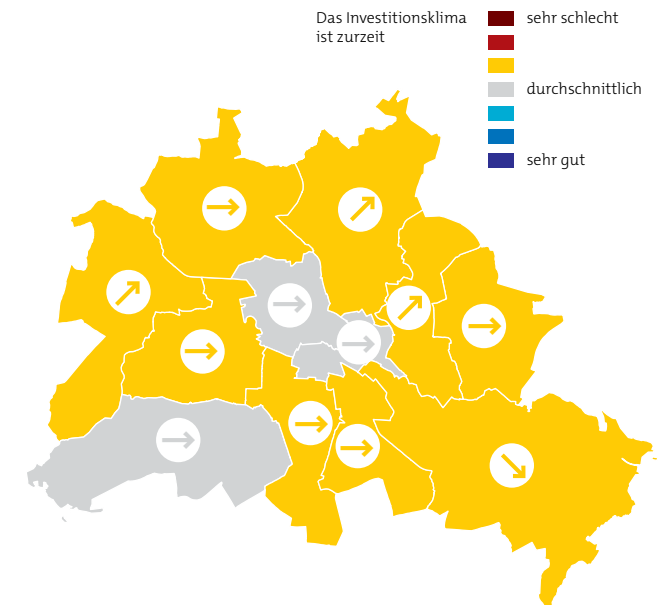 Das Investitionsklima
ist zurzeit
sehr schlecht
durchschnittlich
sehr gut